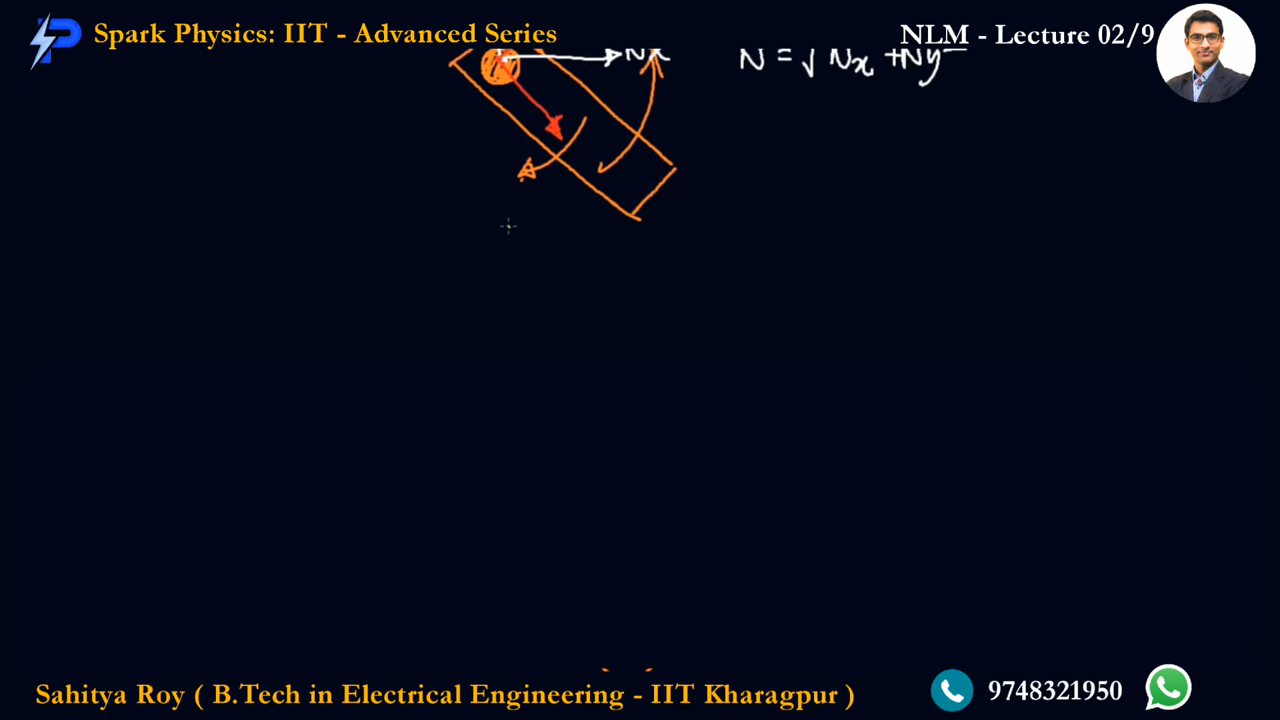 Spark Physics: IIT - Advanced Series
NLM - Lecture 02/9
Nx
N = √ Nx + Ny
Sahitya Roy ( B.Tech in Electrical Engineering - IIT Kharagpur )
9748321950